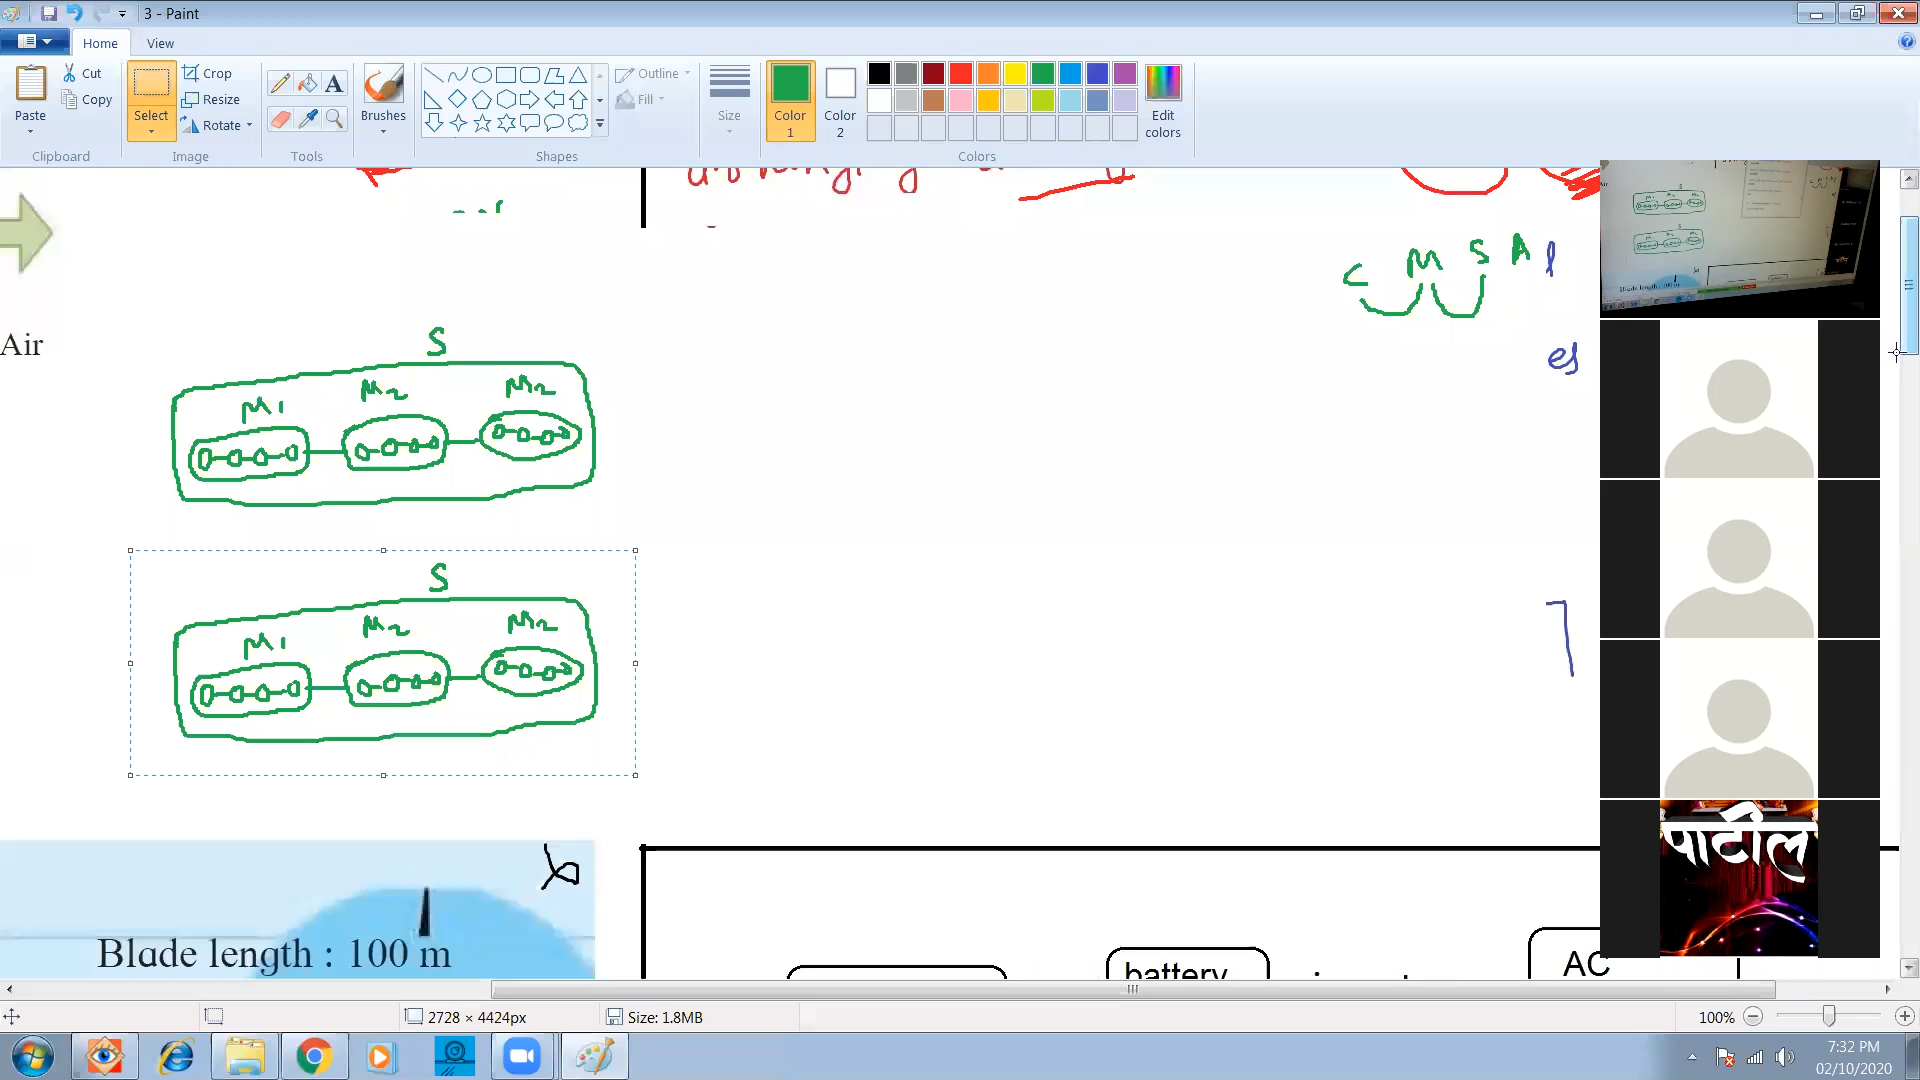 3 - Paint
Home
View
Paste
Cut
Copy
Clipboard
Select
Crop
Resize
Rotate
Image
Tools
Brushes
Shapes
Outline
Fill
Size
Color 1
Color 2
Edit colors
Colors
C M S A
Air
S
M1 M2 M2
S
M1 M2 M2
पाटील
Blade length : 100 m
battery
AC
2728 × 4424px
Size: 1.8MB
100%
7:32 PM
02/10/2020